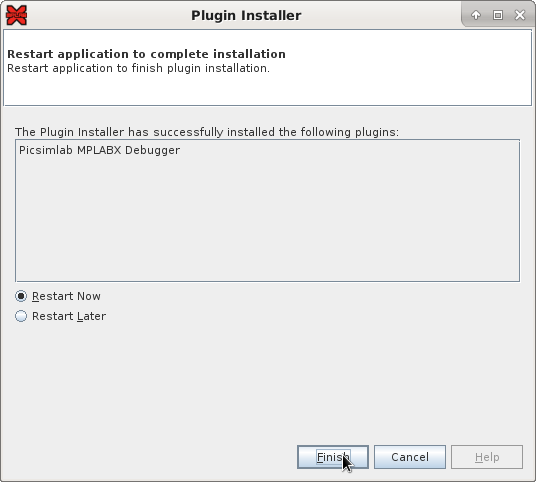 Plugin Installer
Restart application to complete installation
Restart application to finish plugin installation.
The Plugin Installer has successfully installed the following plugins:
Picsimlab MPLABX Debugger
Restart Now
Restart Later
Finish
Cancel
Help